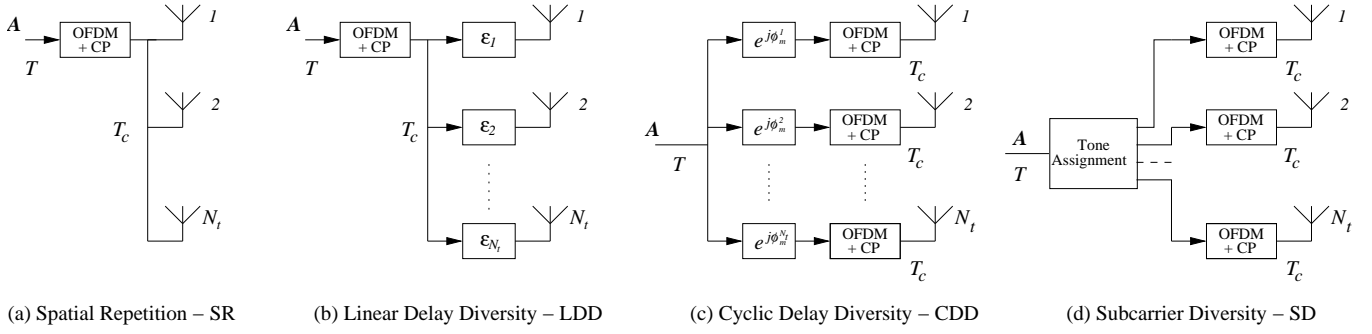 A
T
OFDM
+ CP
T_c
1
2
N_t
(a) Spatial Repetition – SR
A
T
OFDM
+ CP
T_c
ε_1
ε_2
ε_{N_t}
1
2
N_t
(b) Linear Delay Diversity – LDD
A
T
e^{jφ_m^1}
OFDM
+ CP
T_c
1
e^{jφ_m^2}
OFDM
+ CP
T_c
2
e^{jφ_m^{N_t}}
OFDM
+ CP
T_c
N_t
(c) Cyclic Delay Diversity – CDD
A
T
Tone
Assignment
OFDM
+ CP
T_c
1
OFDM
+ CP
T_c
2
OFDM
+ CP
T_c
N_t
(d) Subcarrier Diversity – SD